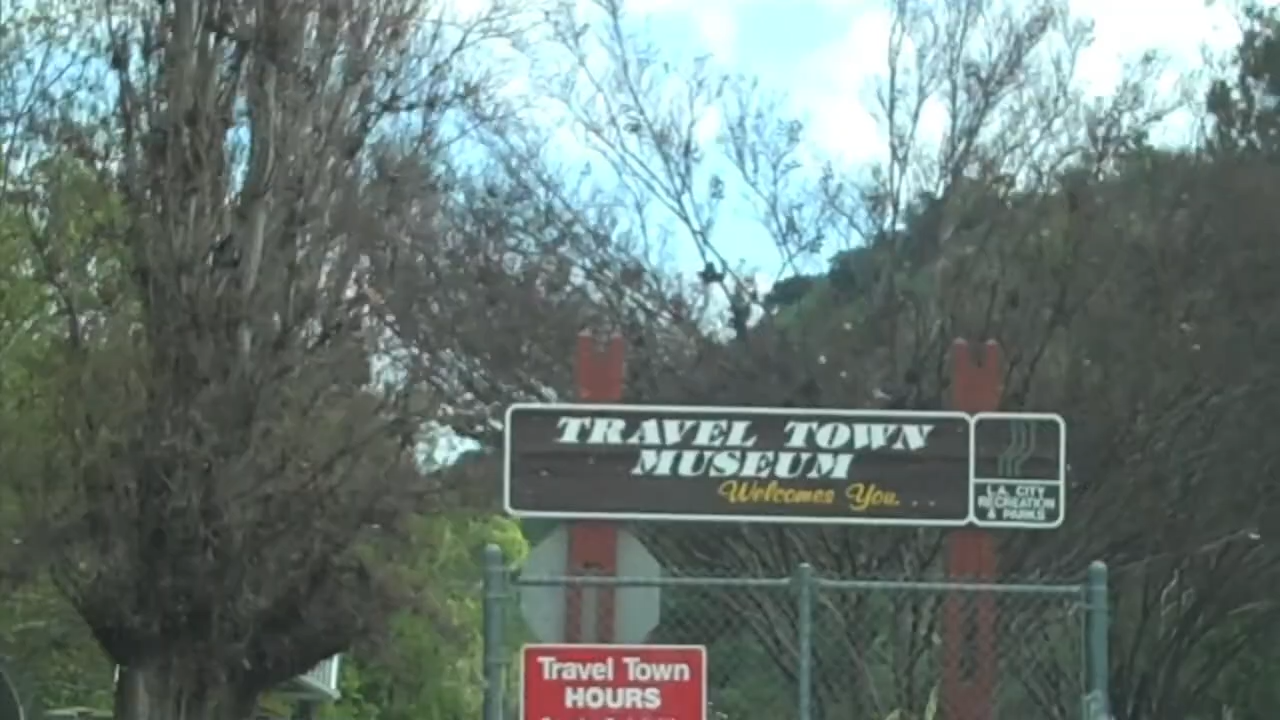 TRAVEL TOWN
MUSEUM
Welcomes You...
L.A. CITY
RECREATION
& PARKS
Travel Town
HOURS